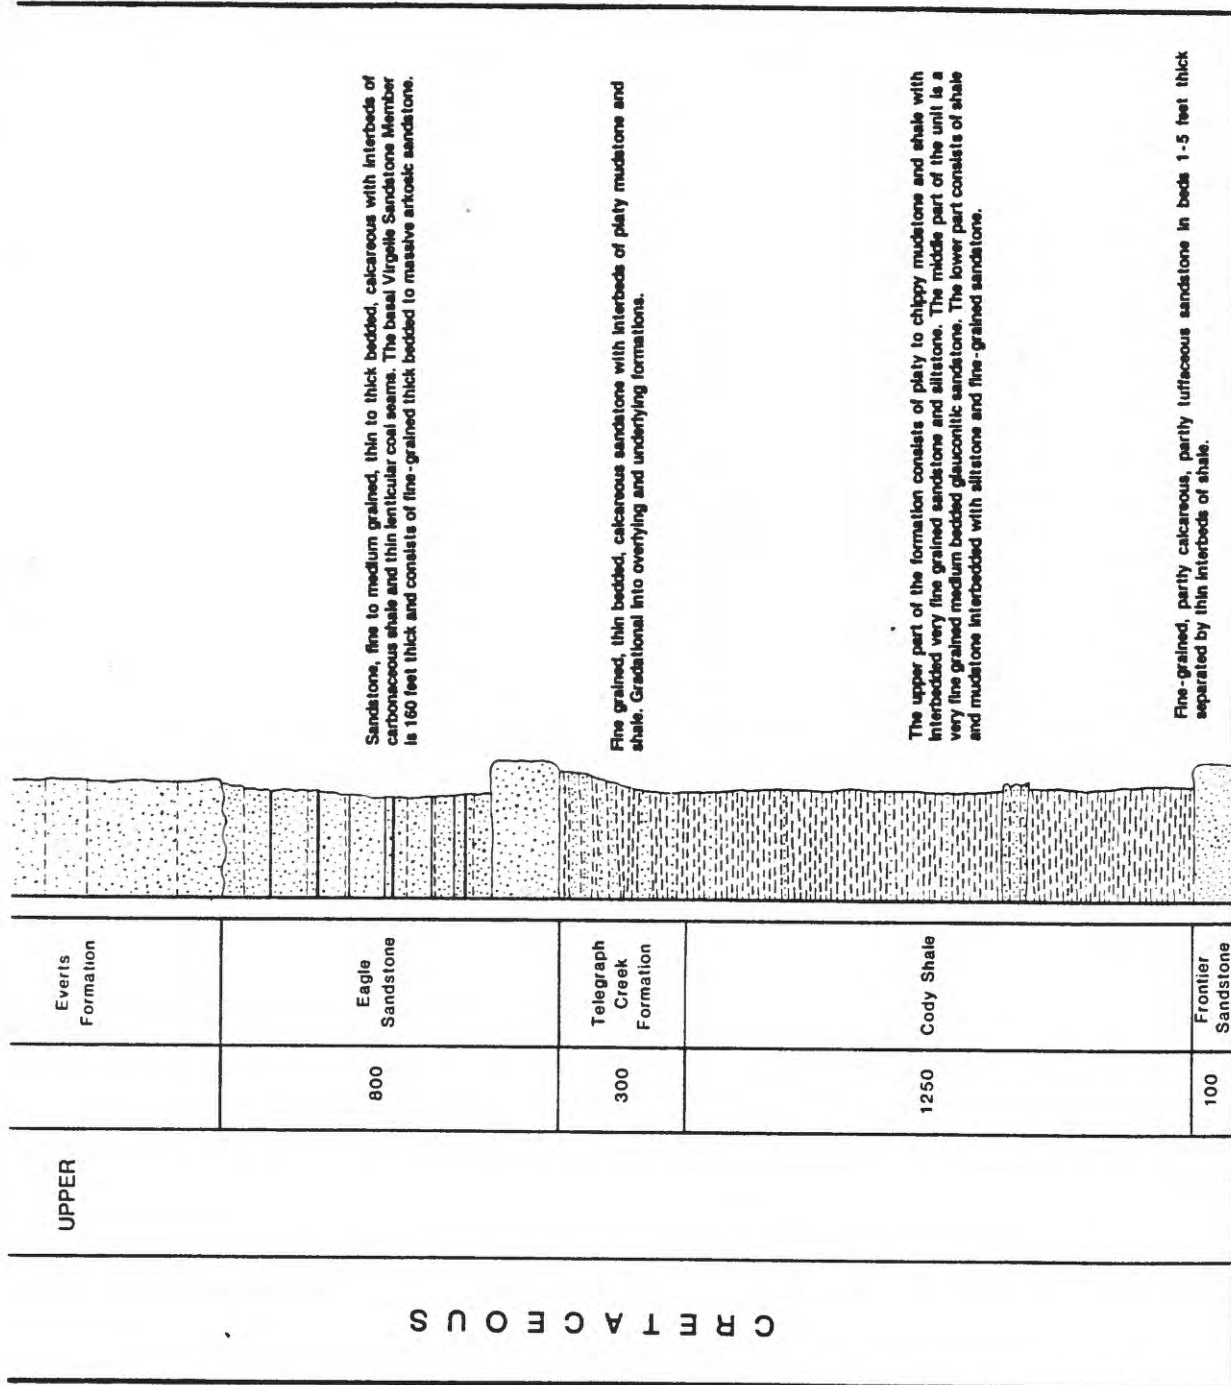 CRETACEOUS
UPPER
Everts
Formation
800
Eagle
Sandstone
Sandstone, fine to medium grained, thin to thick bedded, calcareous with interbeds of
carbonaceous shale and thin lenticular coal seams. The basal Virgelle Sandstone Member
is 160 feet thick and consists of fine-grained thick bedded to massive arkosic sandstone.
300
Telegraph
Creek
Formation
Fine grained, thin bedded, calcareous sandstone with interbeds of platy mudstone and
shale. Gradational into overlying and underlying formations.
1250
Cody Shale
The upper part of the formation consists of platy to chippy mudstone and shale with
interbedded very fine grained sandstone and siltstone. The middle part of the unit is a
very fine grained medium bedded glauconitic sandstone. The lower part consists of shale
and mudstone interbedded with siltstone and fine-grained sandstone.
100
Frontier
Sandstone
Fine-grained, partly calcareous, partly tuffaceous sandstone in beds 1-5 feet thick
separated by thin interbeds of shale.